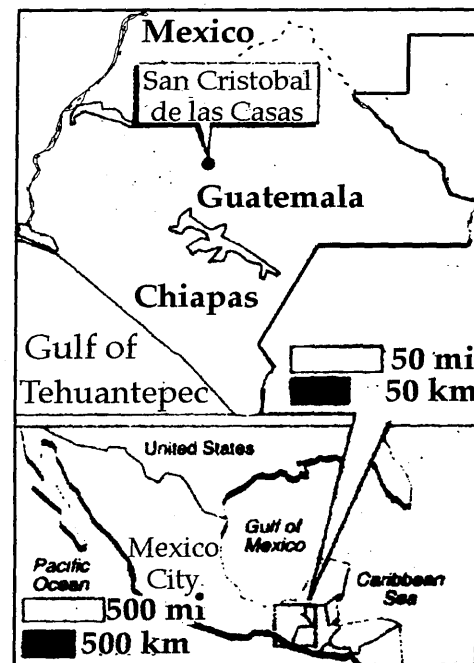 Mexico
San Cristobal
de las Casas
Guatemala
Chiapas
Gulf of
Tehuantepec
50 mi
50 km
United States
Gulf of
Mexico
Mexico
City
Pacific
Ocean
Caribbean
Sea
500 mi
500 km